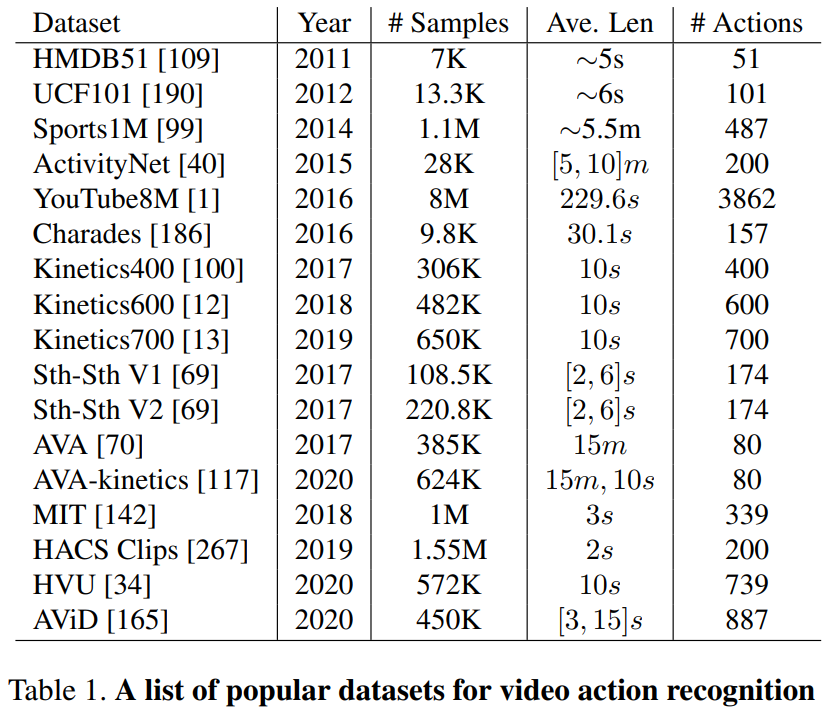 Dataset Year # Samples Ave. Len # Actions
HMDB51 [109] 2011 7K ∼5s 51
UCF101 [190] 2012 13.3K ∼6s 101
Sports1M [99] 2014 1.1M ∼5.5m 487
ActivityNet [40] 2015 28K [5, 10]m 200
YouTube8M [1] 2016 8M 229.6s 3862
Charades [186] 2016 9.8K 30.1s 157
Kinetics400 [100] 2017 306K 10s 400
Kinetics600 [12] 2018 482K 10s 600
Kinetics700 [13] 2019 650K 10s 700
Sth-Sth V1 [69] 2017 108.5K [2, 6]s 174
Sth-Sth V2 [69] 2017 220.8K [2, 6]s 174
AVA [70] 2017 385K 15m 80
AVA-kinetics [117] 2020 624K 15m, 10s 80
MIT [142] 2018 1M 3s 339
HACS Clips [267] 2019 1.55M 2s 200
HVU [34] 2020 572K 10s 739
AViD [165] 2020 450K [3, 15]s 887
Table 1. A list of popular datasets for video action recognition